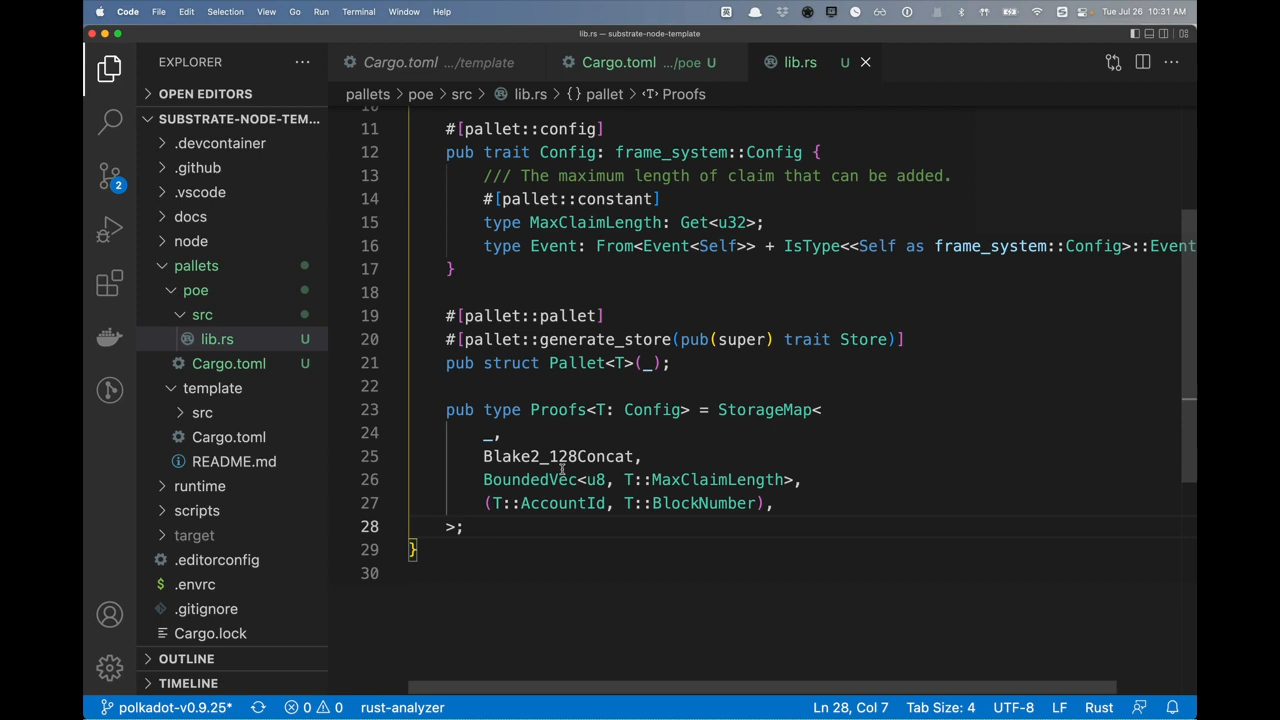 Code File Edit Selection View Go Run Terminal Window Help 英 Tue Jul 26 10:31 AM
lib.rs — substrate-node-template
EXPLORER ···
Cargo.toml .../template
Cargo.toml .../poe U
lib.rs U
pallets > poe > src > lib.rs > {} pallet > Proofs
OPEN EDITORS
SUBSTRATE-NODE-TEM...
.devcontainer
.github
.vscode
docs
node
pallets
poe
src
lib.rs U
Cargo.toml U
template
src
Cargo.toml
README.md
runtime
scripts
target
.editorconfig
.envrc
.gitignore
Cargo.lock
OUTLINE
TIMELINE
2
10
11 #[pallet::config]
12 pub trait Config: frame_system::Config {
13 /// The maximum length of claim that can be added.
14 #[pallet::constant]
15 type MaxClaimLength: Get<u32>;
16 type Event: From<Event<Self>> + IsType<<Self as frame_system::Config>::Event
17 }
18
19 #[pallet::pallet]
20 #[pallet::generate_store(pub(super) trait Store)]
21 pub struct Pallet<T>(_);
22
23 pub type Proofs<T: Config> = StorageMap<
24 _,
25 Blake2_128Concat,
26 BoundedVec<u8, T::MaxClaimLength>,
27 (T::AccountId, T::BlockNumber),
28 >;
29 }
30
polkadot-v0.9.25* 0 0 rust-analyzer Ln 28, Col 7 Tab Size: 4 UTF-8 LF Rust